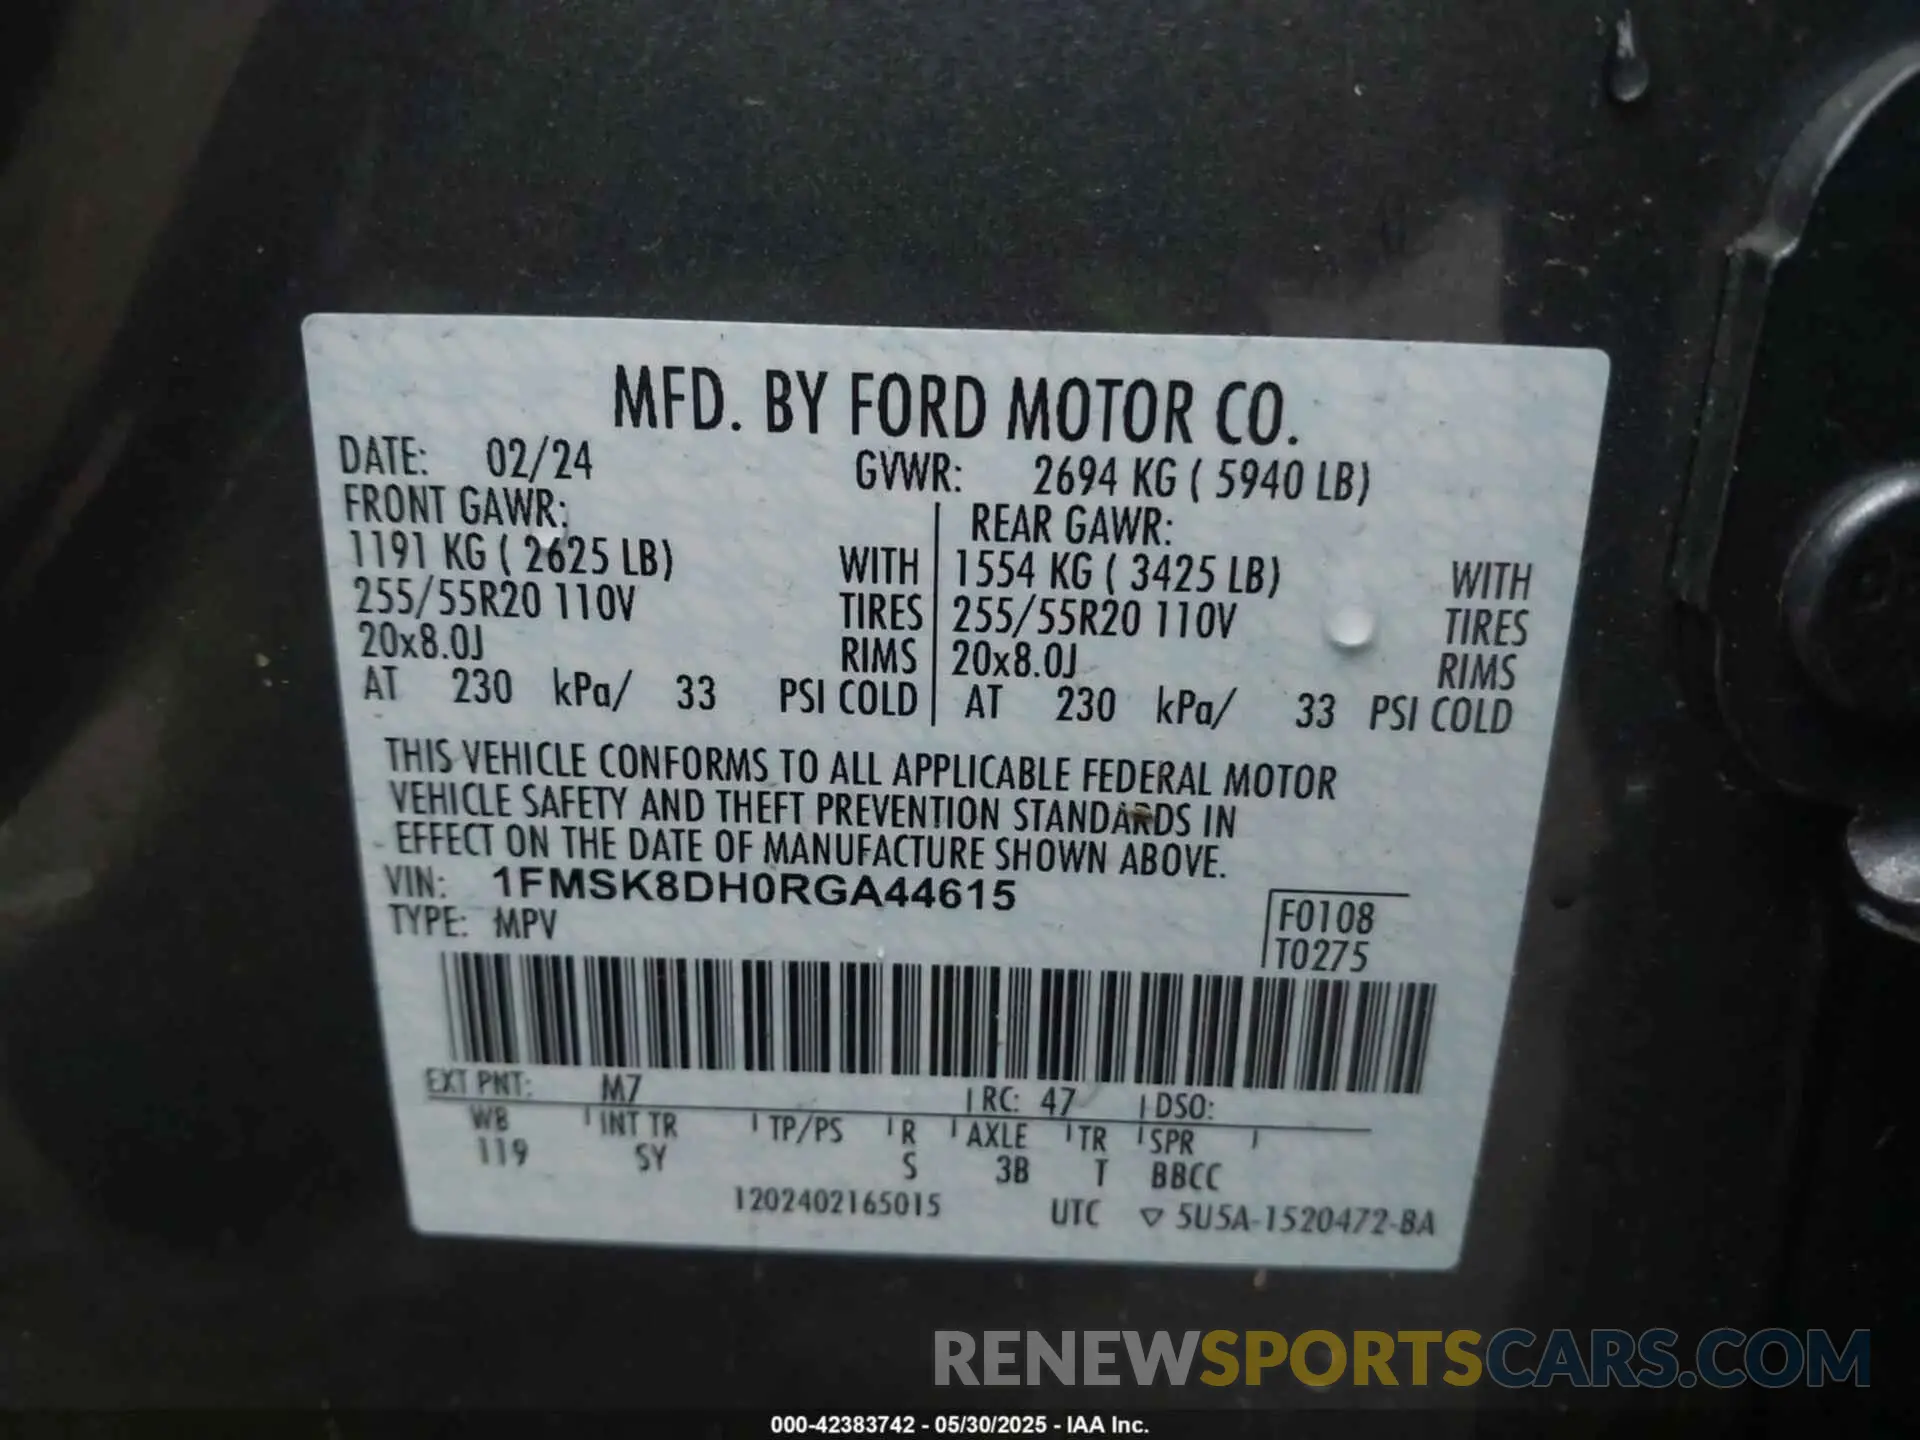 MFD. BY FORD MOTOR CO.
DATE: 02/24 GVWR: 2694 KG ( 5940 LB)
FRONT GAWR: REAR GAWR:
1191 KG ( 2625 LB) WITH 1554 KG ( 3425 LB) WITH
255/55R20 110V TIRES 255/55R20 110V TIRES
20x8.0J RIMS 20x8.0J RIMS
AT 230 kPa/ 33 PSI COLD AT 230 kPa/ 33 PSI COLD
THIS VEHICLE CONFORMS TO ALL APPLICABLE FEDERAL MOTOR
VEHICLE SAFETY AND THEFT PREVENTION STANDARDS IN
EFFECT ON THE DATE OF MANUFACTURE SHOWN ABOVE.
VIN: 1FMSK8DH0RGA44615
TYPE: MPV
F0108
T0275
EXT PNT: M7 RC: 47 DSO:
WB INT TR TP/PS R AXLE TR SPR
119 SY S 3B T BBCC
1202402165015 UTC ▽ 5U5A-1520472-BA
RENEWSPORTSCARS.COM
000-42383742 - 05/30/2025 - IAA Inc.